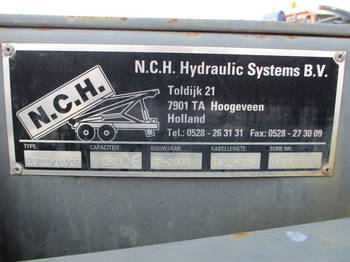 N.C.H. Hydraulic Systems B.V.
N.C.H.
Toldijk 21
7901 TA Hoogeveen
Holland
Tel.: 0528 - 26 31 31 Fax: 0528 - 27 30 09
TYPE: CAPACITEIT: BOUWJAAR: KABELLENGTE: SERIE NR.:
CE